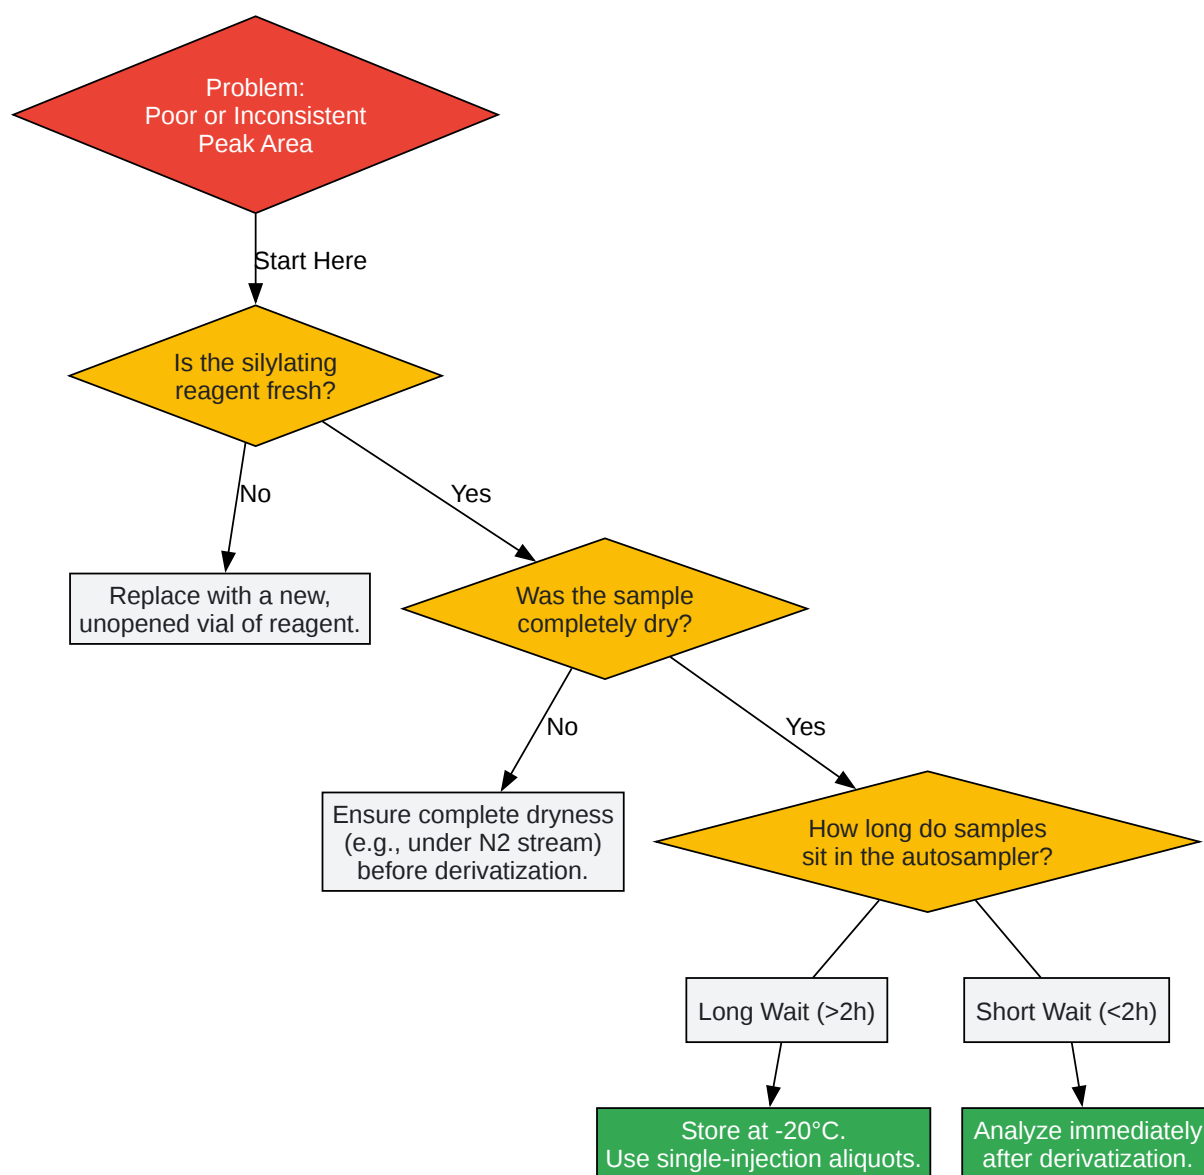 Problem:
Poor or Inconsistent
Peak Area
Start Here
Is the silylating
reagent fresh?
No
Yes
Replace with a new,
unopened vial of reagent.
Was the sample
completely dry?
No
Yes
Ensure complete dryness
(e.g., under N2 stream)
before derivatization.
How long do samples
sit in the autosampler?
Long Wait (>2h)
Short Wait (<2h)
Store at -20°C.
Use single-injection aliquots.
Analyze immediately
after derivatization.